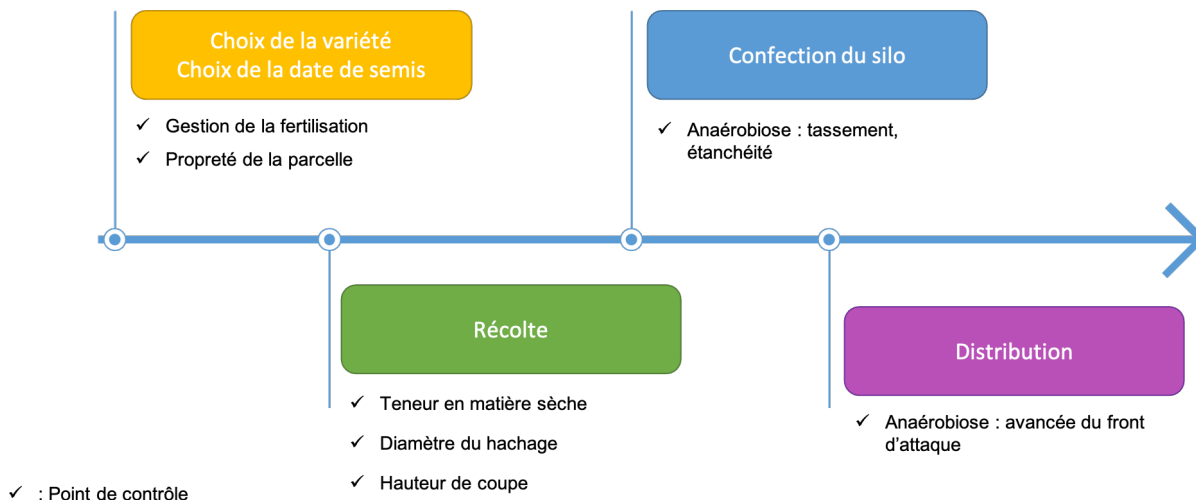 Choix de la variété
Choix de la date de semis
✓ Gestion de la fertilisation
✓ Propreté de la parcelle
Confection du silo
✓ Anaérobiose : tassement,
étanchéité
Récolte
✓ Teneur en matière sèche
✓ Diamètre du hachage
✓ Hauteur de coupe
Distribution
✓ Anaérobiose : avancée du front
d’attaque
✓ : Point de contrôle